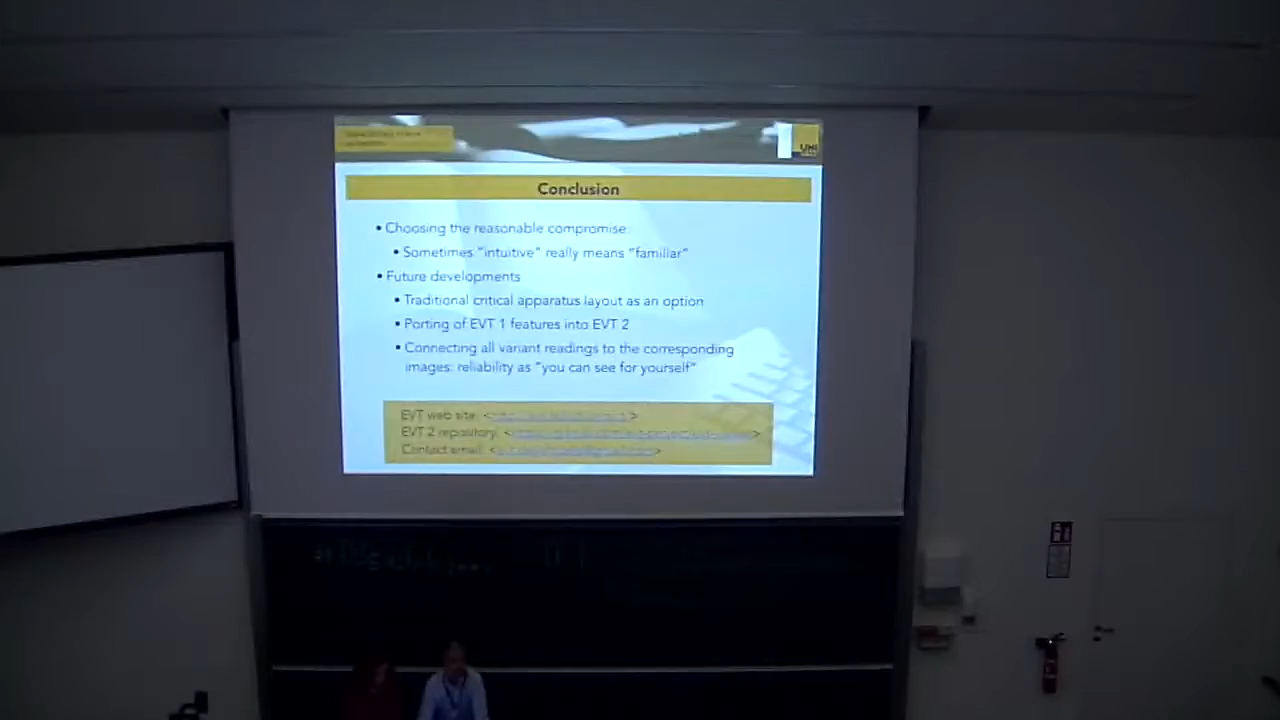 UNI
Conclusion
• Choosing the reasonable compromise:
• Sometimes “intuitive” really means “familiar”
• Future developments
• Traditional critical apparatus layout as an option
• Porting of EVT 1 features into EVT 2
• Connecting all variant readings to the corresponding
images: reliability as “you can see for yourself”
EVT web site: < >
EVT 2 repository: < >
Contact email: < >